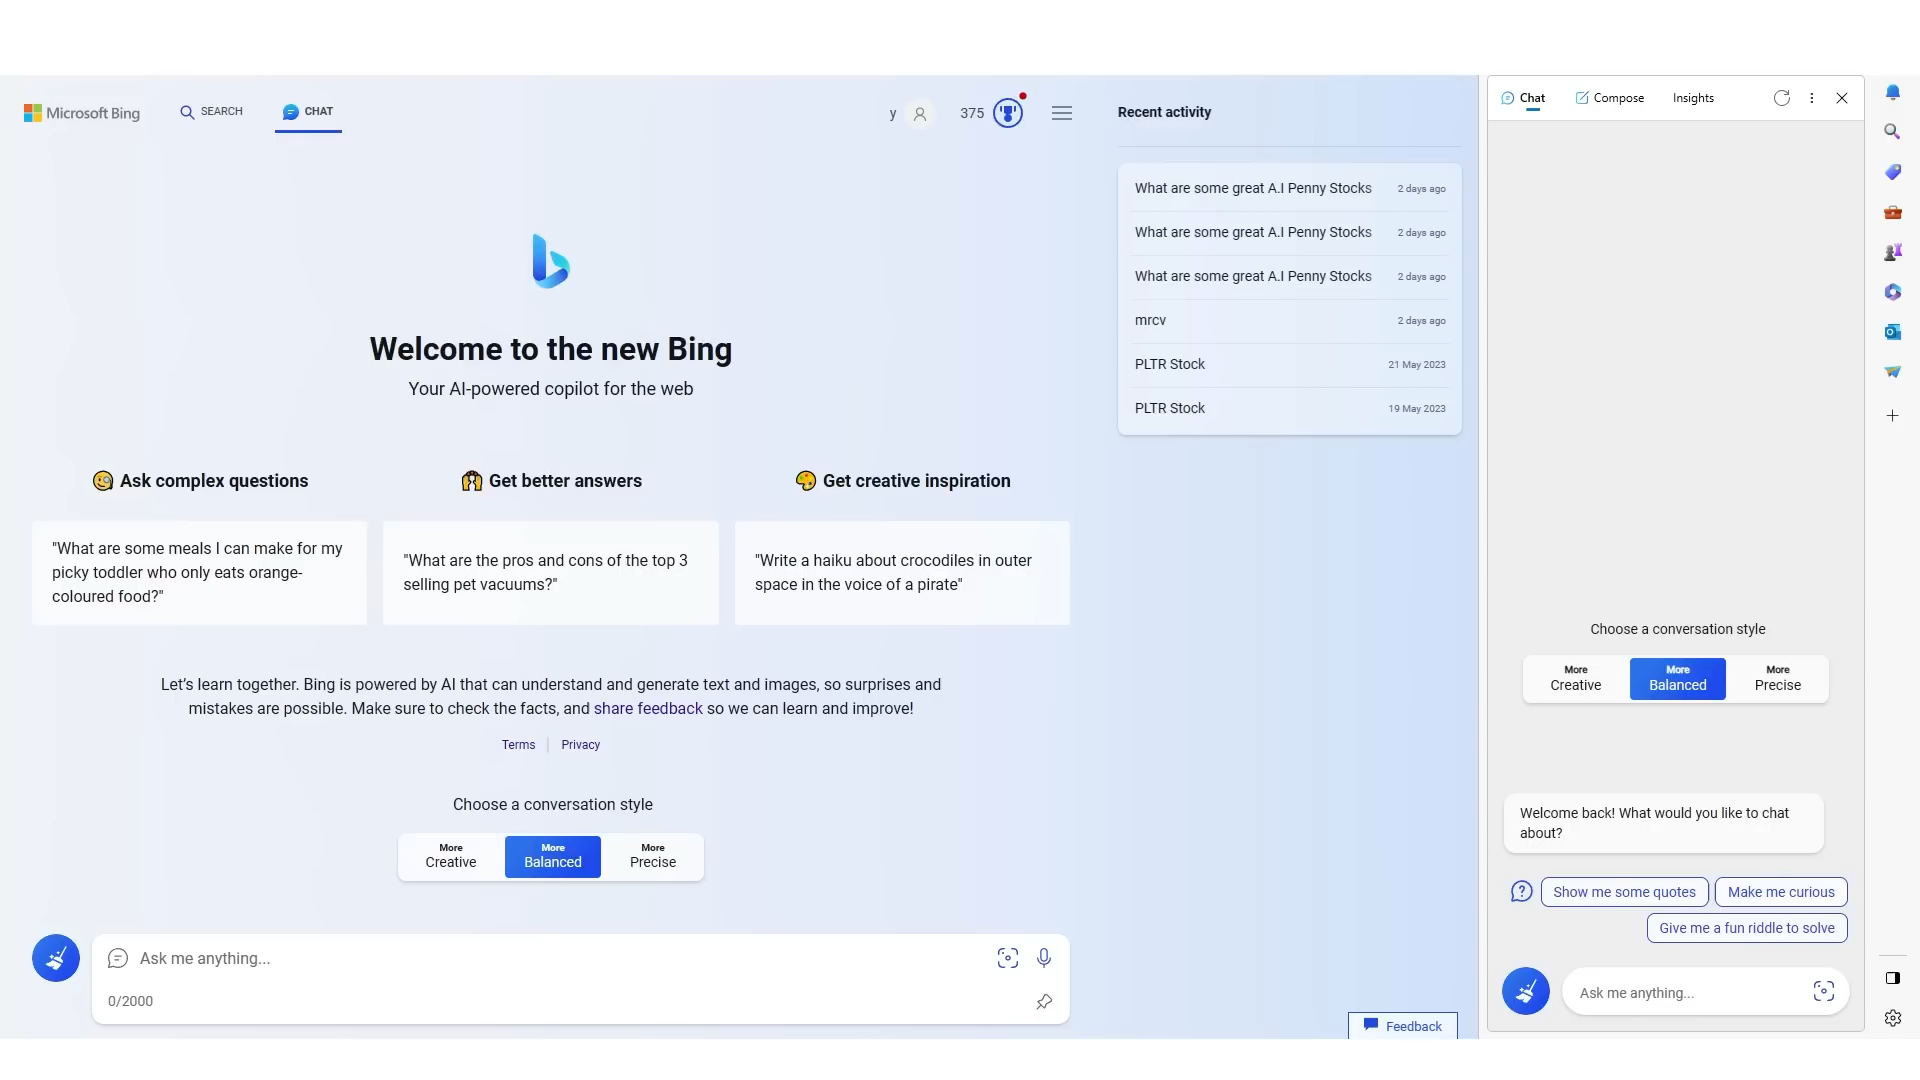 Microsoft Bing
SEARCH
CHAT
y
375
Welcome to the new Bing
Your AI-powered copilot for the web
Ask complex questions
"What are some meals I can make for my
picky toddler who only eats orange-
coloured food?"
Get better answers
"What are the pros and cons of the top 3
selling pet vacuums?"
Get creative inspiration
"Write a haiku about crocodiles in outer
space in the voice of a pirate"
Let’s learn together. Bing is powered by AI that can understand and generate text and images, so surprises and
mistakes are possible. Make sure to check the facts, and share feedback so we can learn and improve!
Terms
Privacy
Choose a conversation style
More
Creative
More
Balanced
More
Precise
Ask me anything...
0/2000
Recent activity
What are some great A.I Penny Stocks 2 days ago
What are some great A.I Penny Stocks 2 days ago
What are some great A.I Penny Stocks 2 days ago
mrcv 2 days ago
PLTR Stock 21 May 2023
PLTR Stock 19 May 2023
Feedback
Chat
Compose
Insights
Choose a conversation style
More
Creative
More
Balanced
More
Precise
Welcome back! What would you like to chat
about?
Show me some quotes
Make me curious
Give me a fun riddle to solve
Ask me anything...